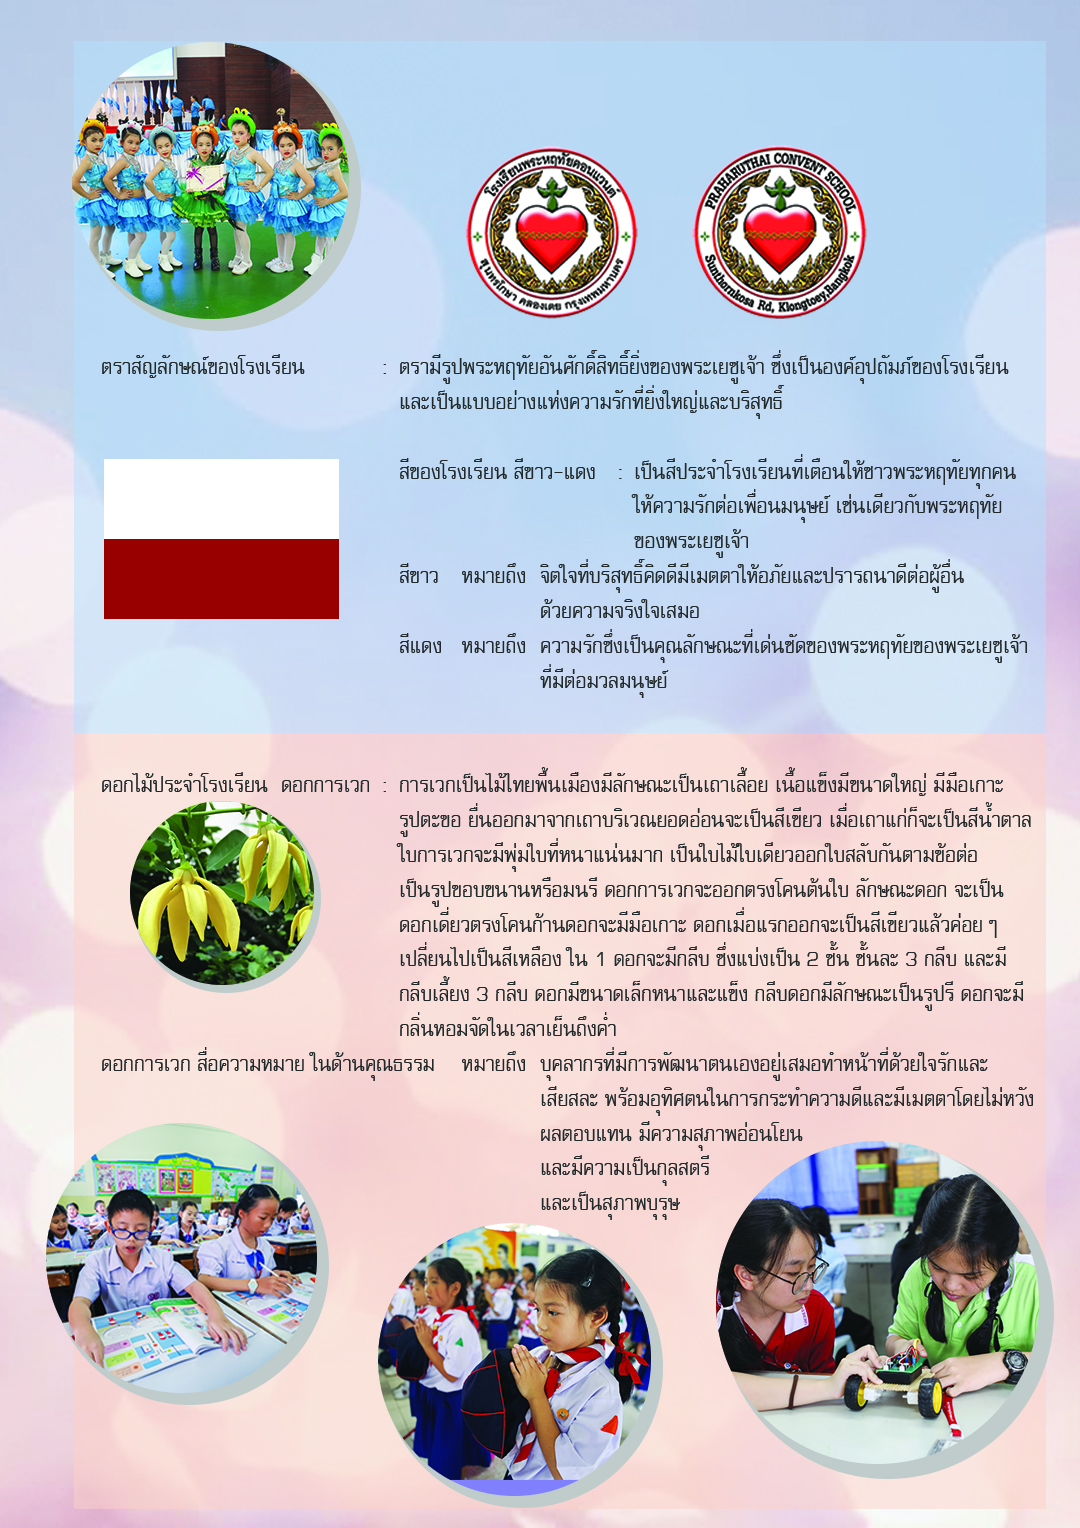 โรงเรียนพระหฤทัยคอนแวนต์
สุนทรโกษา คลองเตย กรุงเทพมหานคร
PRAHARUTHAI CONVENT SCHOOL
Sunthornkosa Rd, Klongtoey, Bangkok
ตราสัญลักษณ์ของโรงเรียน : ตรามีรูปพระหฤทัยอันศักดิ์สิทธิ์ยิ่งของพระเยซูเจ้า ซึ่งเป็นองค์อุปถัมภ์ของโรงเรียน
และเป็นแบบอย่างแห่งความรักที่ยิ่งใหญ่และบริสุทธิ์
สีของโรงเรียน สีขาว-แดง : เป็นสีประจำโรงเรียนที่เตือนให้ชาวพระหฤทัยทุกคน
ให้ความรักต่อเพื่อนมนุษย์ เช่นเดียวกับพระหฤทัย
ของพระเยซูเจ้า
สีขาว หมายถึง จิตใจที่บริสุทธิ์คิดดีมีเมตตาให้อภัยและปรารถนาดีต่อผู้อื่น
ด้วยความจริงใจเสมอ
สีแดง หมายถึง ความรักซึ่งเป็นคุณลักษณะที่เด่นชัดของพระหฤทัยของพระเยซูเจ้า
ที่มีต่อมวลมนุษย์
ดอกไม้ประจำโรงเรียน ดอกการเวก : การเวกเป็นไม้ไทยพื้นเมืองมีลักษณะเป็นเถาเลื้อย เนื้อแข็งมีขนาดใหญ่ มีมือเกาะ
รูปตะขอ ยื่นออกมาจากเถาบริเวณยอดอ่อนจะเป็นสีเขียว เมื่อเถาแก่ก็จะเป็นสีน้ำตาล
ใบการเวกจะมีพุ่มใบที่หนาแน่นมาก เป็นใบไม้ใบเดียวออกใบสลับกันตามข้อต่อ
เป็นรูปขอบขนานหรือมนรี ดอกการเวกจะออกตรงโคนต้นใบ ลักษณะดอก จะเป็น
ดอกเดี่ยวตรงโคนก้านดอกจะมีมือเกาะ ดอกเมื่อแรกออกจะเป็นสีเขียวแล้วค่อย ๆ
เปลี่ยนไปเป็นสีเหลือง ใน 1 ดอกจะมีกลีบ ซึ่งแบ่งเป็น 2 ชั้น ชั้นละ 3 กลีบ และมี
กลีบเลี้ยง 3 กลีบ ดอกมีขนาดเล็กหนาและแข็ง กลีบดอกมีลักษณะเป็นรูปรี ดอกจะมี
กลิ่นหอมจัดในเวลาเย็นถึงค่ำ
ดอกการเวก สื่อความหมาย ในด้านคุณธรรม หมายถึง บุคลากรที่มีการพัฒนาตนเองอยู่เสมอทำหน้าที่ด้วยใจรักและ
เสียสละ พร้อมอุทิศตนในการกระทำความดีและมีเมตตาโดยไม่หวัง
ผลตอบแทน มีความสุภาพอ่อนโยน
และมีความเป็นกุลสตรี
และเป็นสุภาพบุรุษ